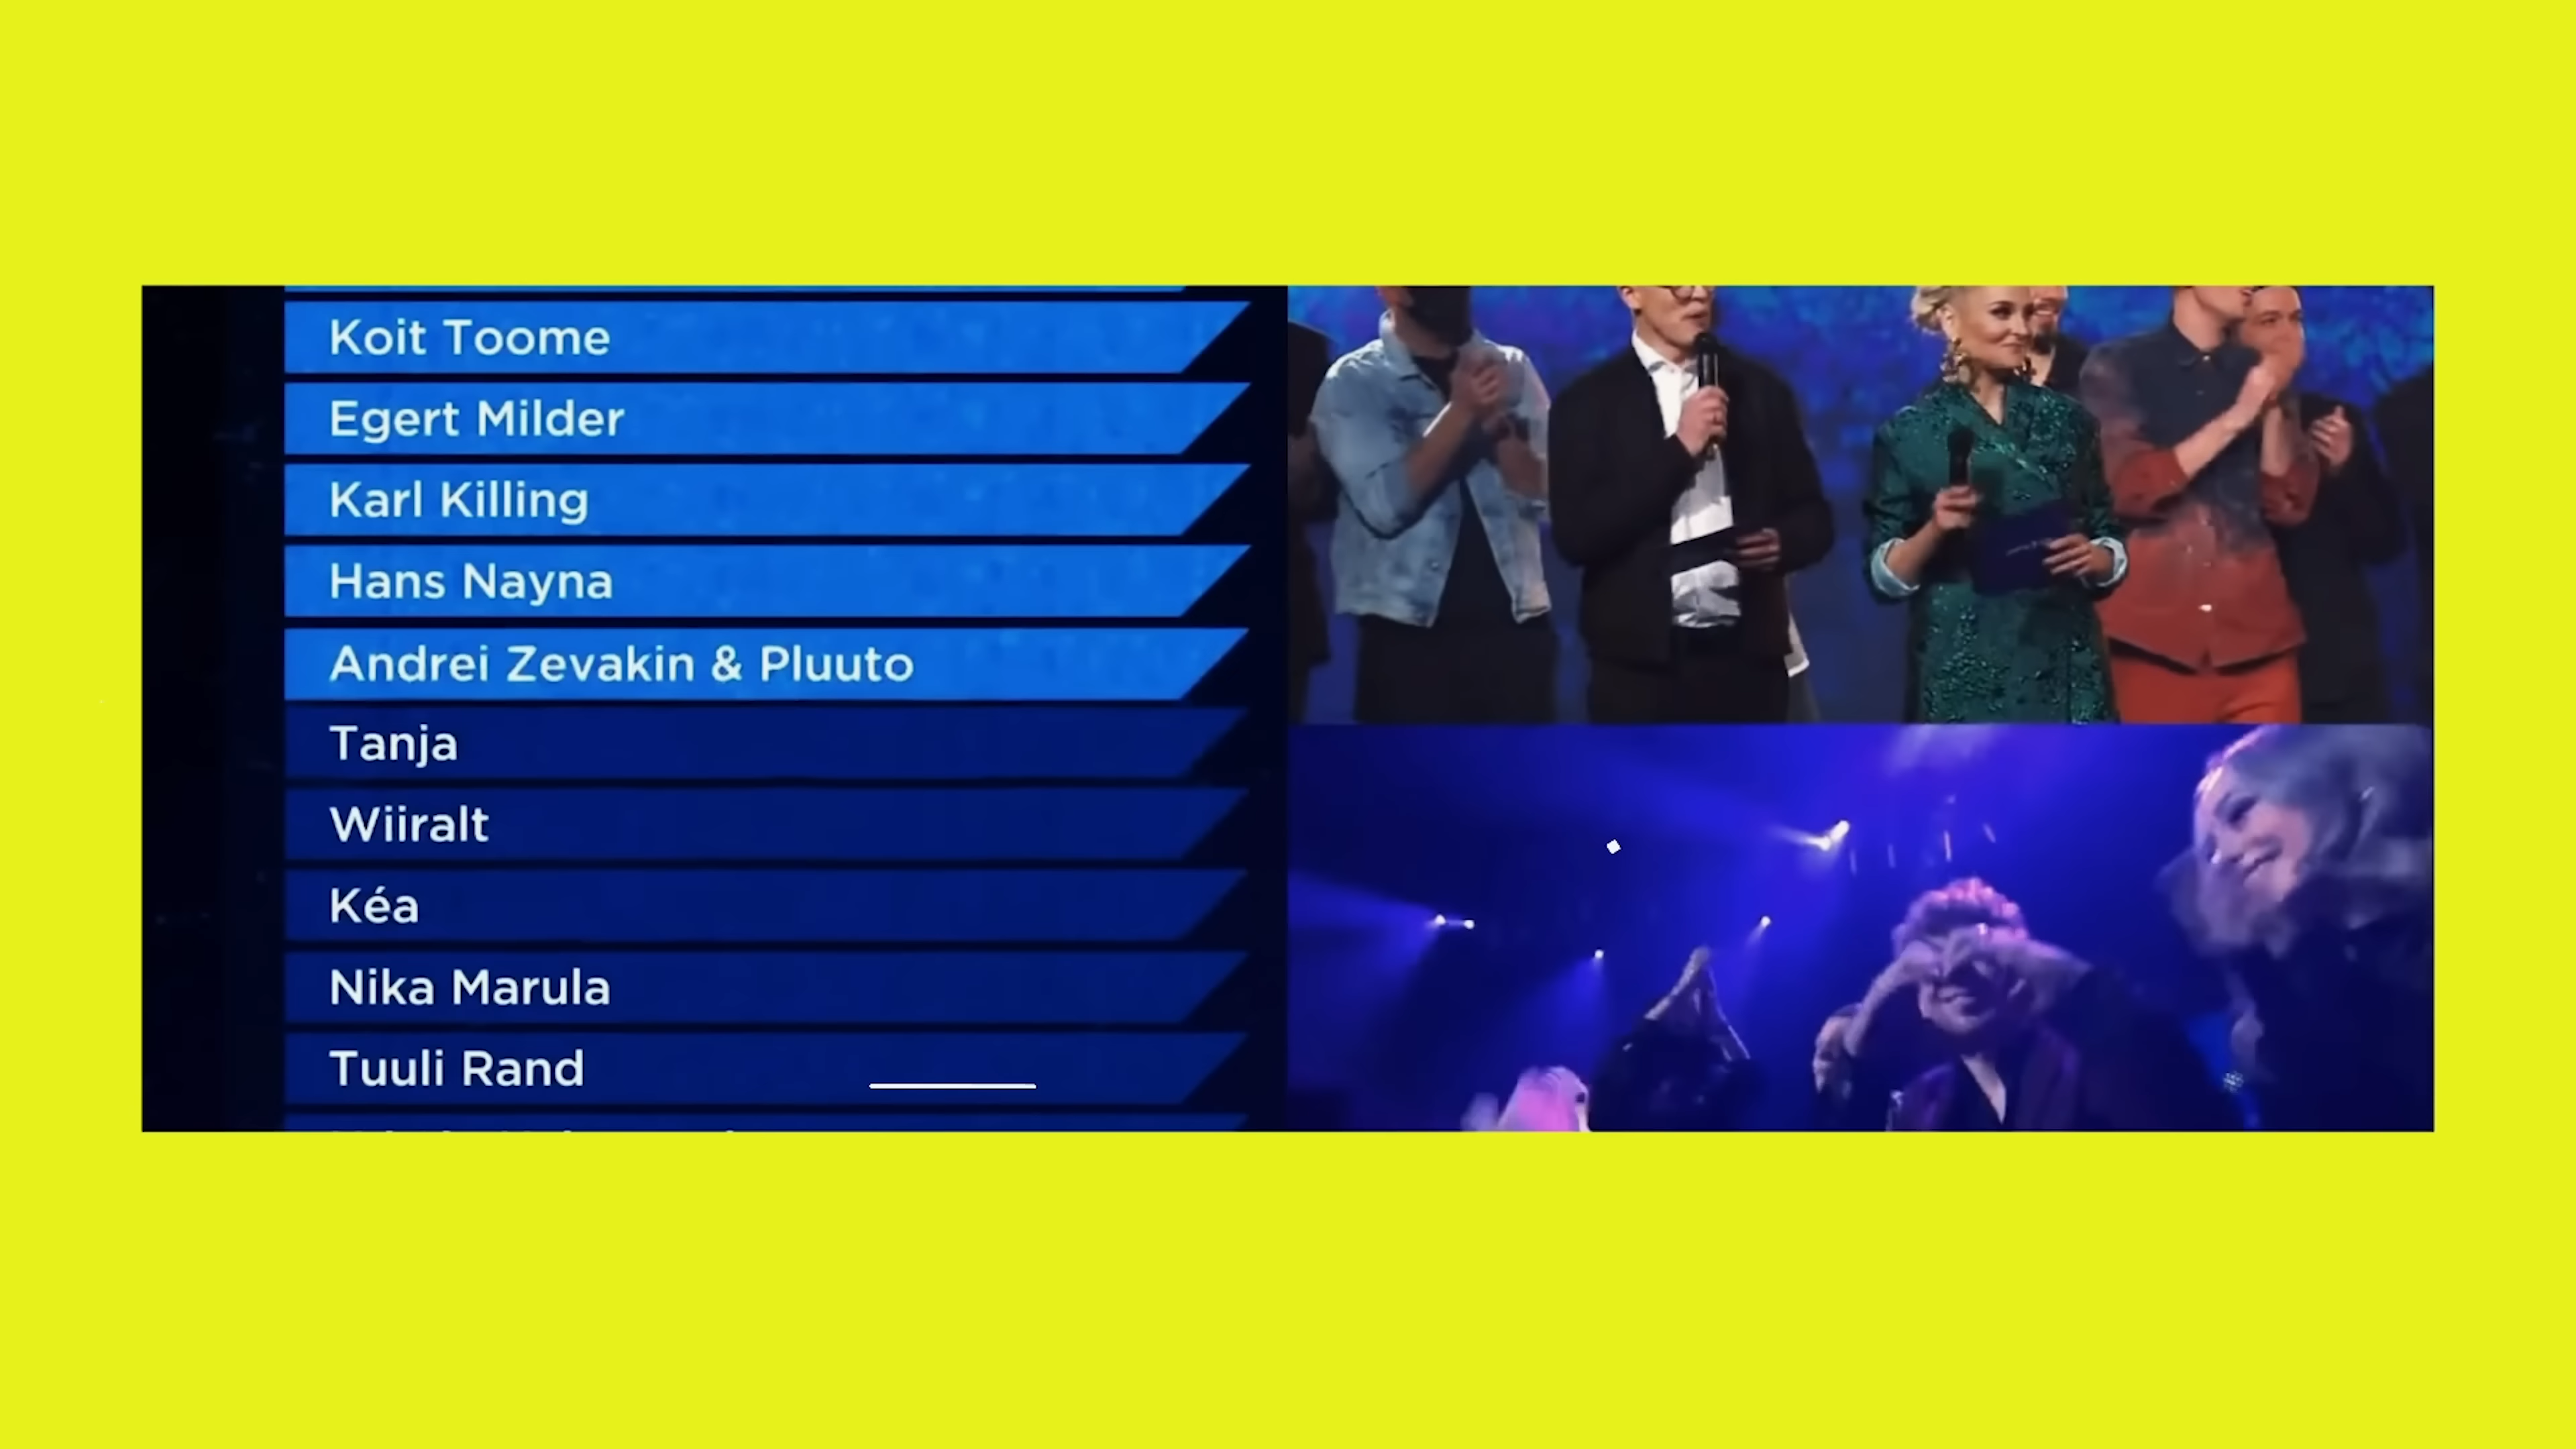 Koit Toome
Egert Milder
Karl Killing
Hans Nayna
Andrei Zevakin & Pluuto
Tanja
Wiiralt
Kéa
Nika Marula
Tuuli Rand